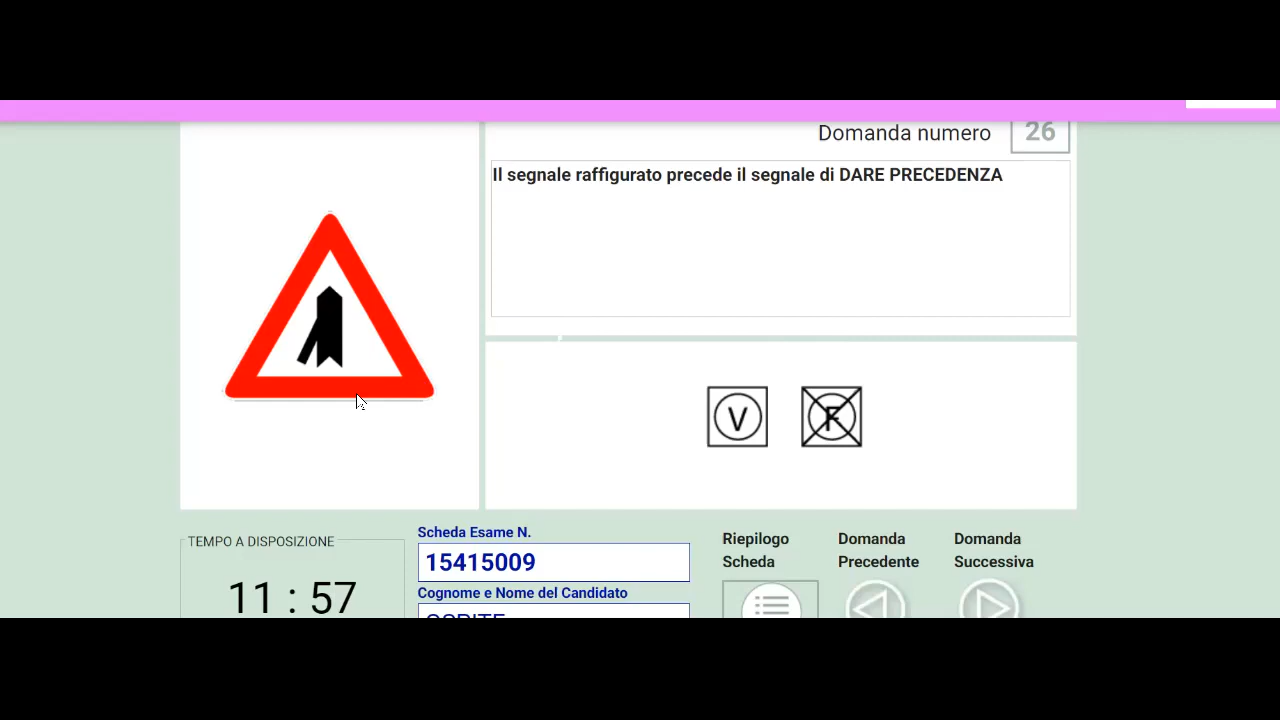 Domanda numero 26
Il segnale raffigurato precede il segnale di DARE PRECEDENZA
V F
TEMPO A DISPOSIZIONE
11 : 57
Scheda Esame N.
15415009
Cognome e Nome del Candidato
Riepilogo
Scheda
Domanda
Precedente
Domanda
Successiva